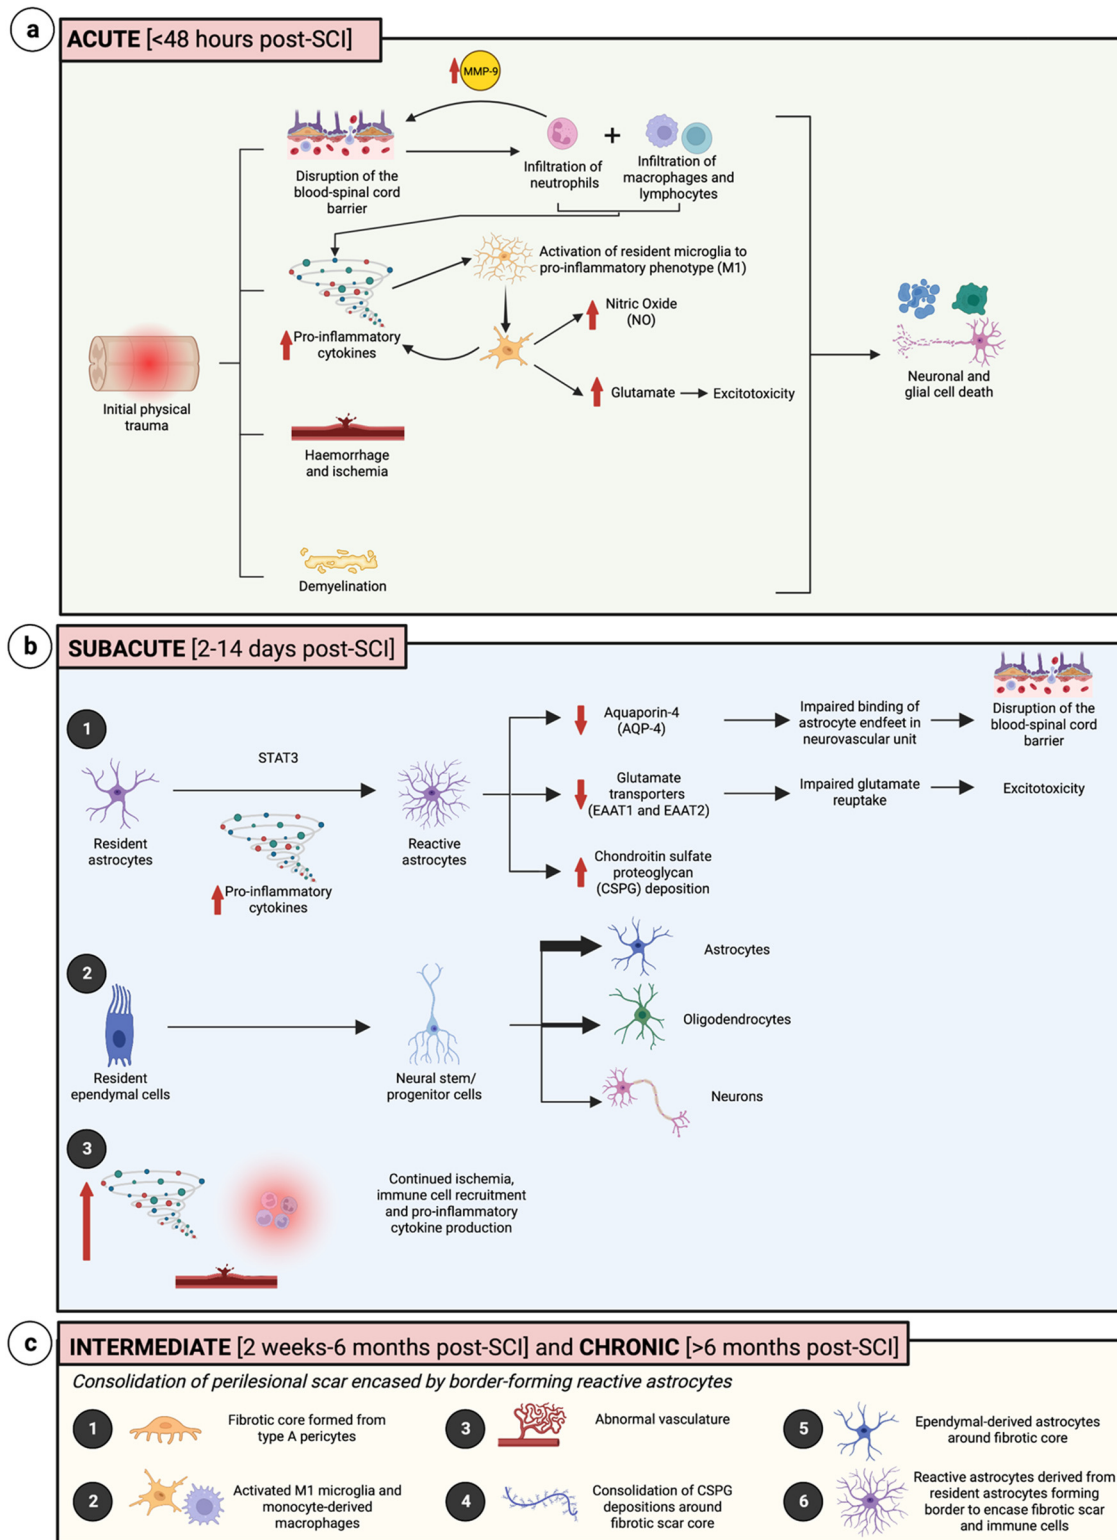 a
ACUTE [<48 hours post-SCI]
MMP-9
Disruption of the
blood-spinal cord
barrier
Infiltration of
neutrophils
+
Infiltration of
macrophages and
lymphocytes
Activation of resident microglia to
pro-inflammatory phenotype (M1)
Pro-inflammatory
cytokines
Nitric Oxide
(NO)
Glutamate
Excitotoxicity
Initial physical
trauma
Haemorrhage
and ischemia
Demyelination
Neuronal and
glial cell death
b
SUBACUTE [2-14 days post-SCI]
1
Resident
astrocytes
STAT3
Pro-inflammatory
cytokines
Reactive
astrocytes
Aquaporin-4
(AQP-4)
Impaired binding of
astrocyte endfeet in
neurovascular unit
Disruption of the
blood-spinal cord
barrier
Glutamate
transporters
(EAAT1 and EAAT2)
Impaired glutamate
reuptake
Excitotoxicity
Chondroitin sulfate
proteoglycan
(CSPG) deposition
2
Resident
ependymal cells
Neural stem/
progenitor cells
Astrocytes
Oligodendrocytes
Neurons
3
Continued ischemia,
immune cell recruitment
and pro-inflammatory
cytokine production
c
INTERMEDIATE [2 weeks-6 months post-SCI] and CHRONIC [>6 months post-SCI]
Consolidation of perilesional scar encased by border-forming reactive astrocytes
1
Fibrotic core formed from
type A pericytes
2
Activated M1 microglia and
monocyte-derived
macrophages
3
Abnormal vasculature
4
Consolidation of CSPG
depositions around
fibrotic scar core
5
Ependymal-derived astrocytes
around fibrotic core
6
Reactive astrocytes derived from
resident astrocytes forming
border to encase fibrotic scar
and immune cells